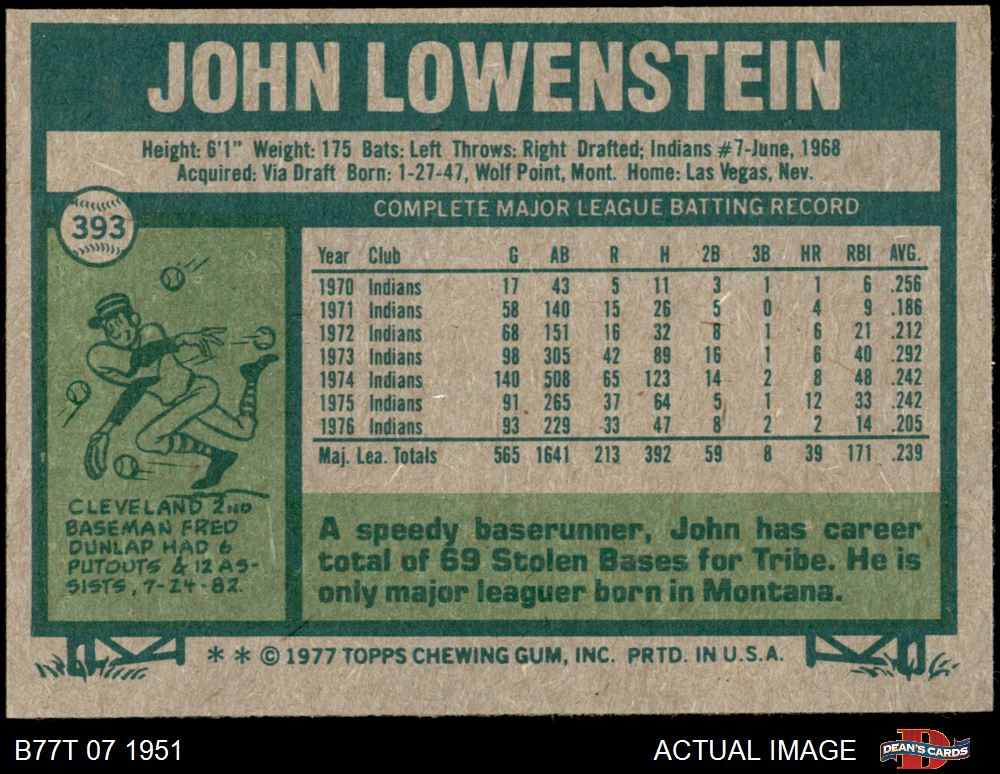 JOHN LOWENSTEIN
Height: 6'1" Weight: 175 Bats: Left Throws: Right Drafted; Indians #7-June, 1968
Acquired: Via Draft Born: 1-27-47, Wolf Point, Mont. Home: Las Vegas, Nev.
393
COMPLETE MAJOR LEAGUE BATTING RECORD
Year Club G AB R H 2B 3B HR RBI AVG.
1970 Indians 17 43 5 11 3 1 1 6 .256
1971 Indians 58 140 15 26 5 0 4 9 .186
1972 Indians 68 151 16 32 8 1 6 21 .212
1973 Indians 98 305 42 89 16 1 6 40 .292
1974 Indians 140 508 65 123 14 2 8 48 .242
1975 Indians 91 265 37 64 5 1 12 33 .242
1976 Indians 93 229 33 47 8 2 2 14 .205
Maj. Lea. Totals 565 1641 213 392 59 8 39 171 .239
CLEVELAND 2ND
BASEMAN FRED
DUNLAP HAD 6
PUTOUTS & 12 AS-
SISTS, 7-24-82.
A speedy baserunner, John has career
total of 69 Stolen Bases for Tribe. He is
only major leaguer born in Montana.
* * © 1977 TOPPS CHEWING GUM, INC. PRTD. IN U.S.A.
B77T 07 1951
ACTUAL IMAGE
DEAN'S CARDS